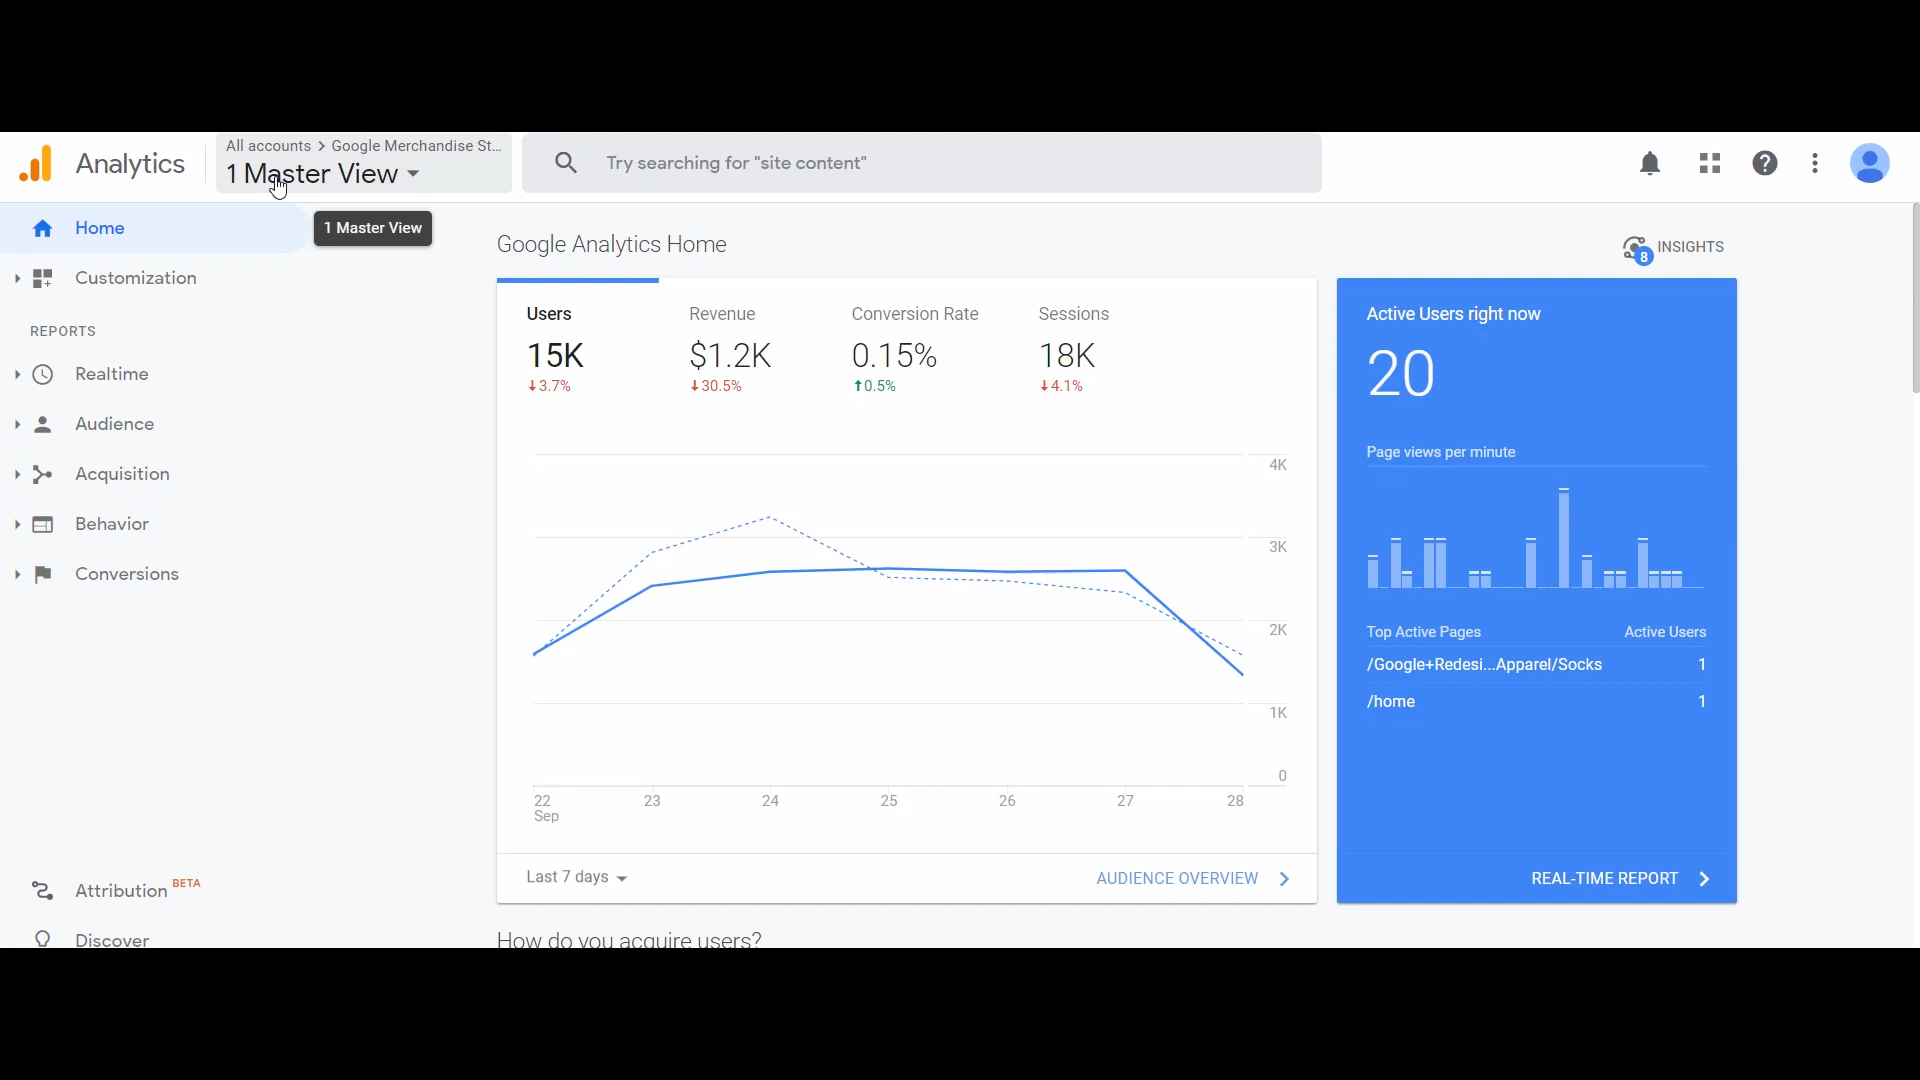 Analytics
All accounts > Google Merchandise St...
1 Master View
Try searching for "site content"
Home
1 Master View
Customization
REPORTS
Realtime
Audience
Acquisition
Behavior
Conversions
Attribution BETA
Discover
Google Analytics Home
8 INSIGHTS
Users Revenue Conversion Rate Sessions
15K $1.2K 0.15% 18K
↓3.7% ↓30.5% ↑0.5% ↓4.1%
4K
3K
2K
1K
0
22 23 24 25 26 27 28
Sep
Last 7 days
AUDIENCE OVERVIEW
Active Users right now
20
Page views per minute
Top Active Pages Active Users
/Google+Redesi...Apparel/Socks 1
/home 1
REAL-TIME REPORT
How do you acquire users?